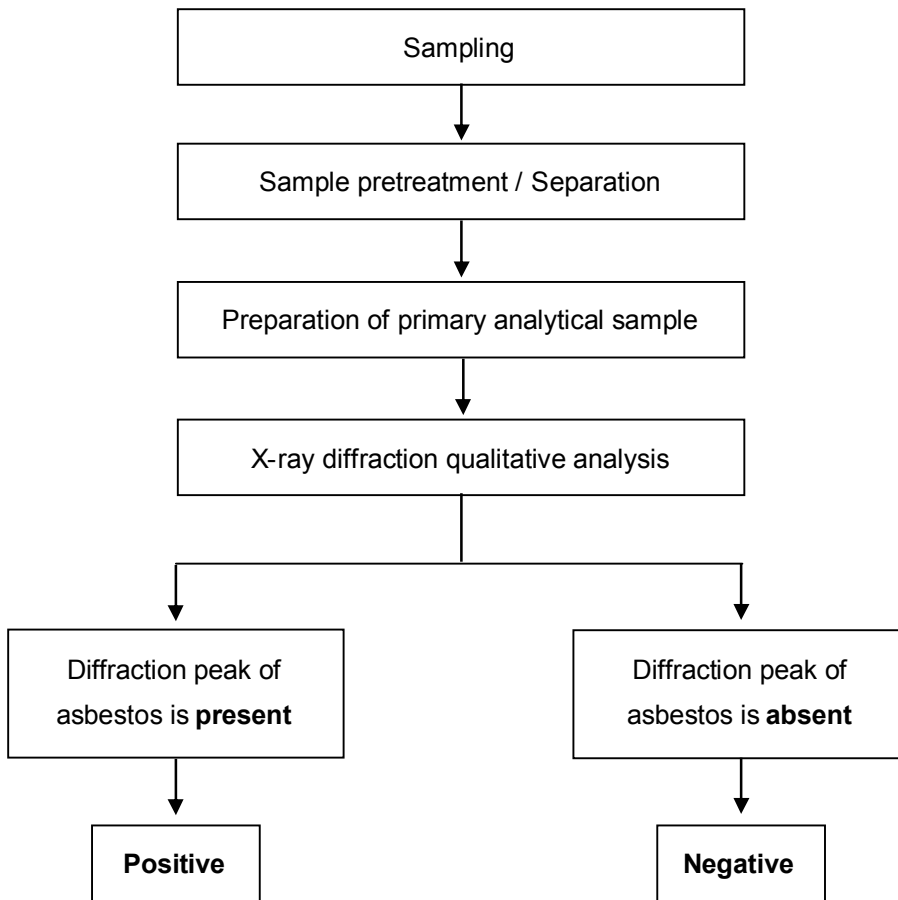 Sampling
Sample pretreatment / Separation
Preparation of primary analytical sample
X-ray diffraction qualitative analysis
Diffraction peak of
asbestos is present
Diffraction peak of
asbestos is absent
Positive
Negative